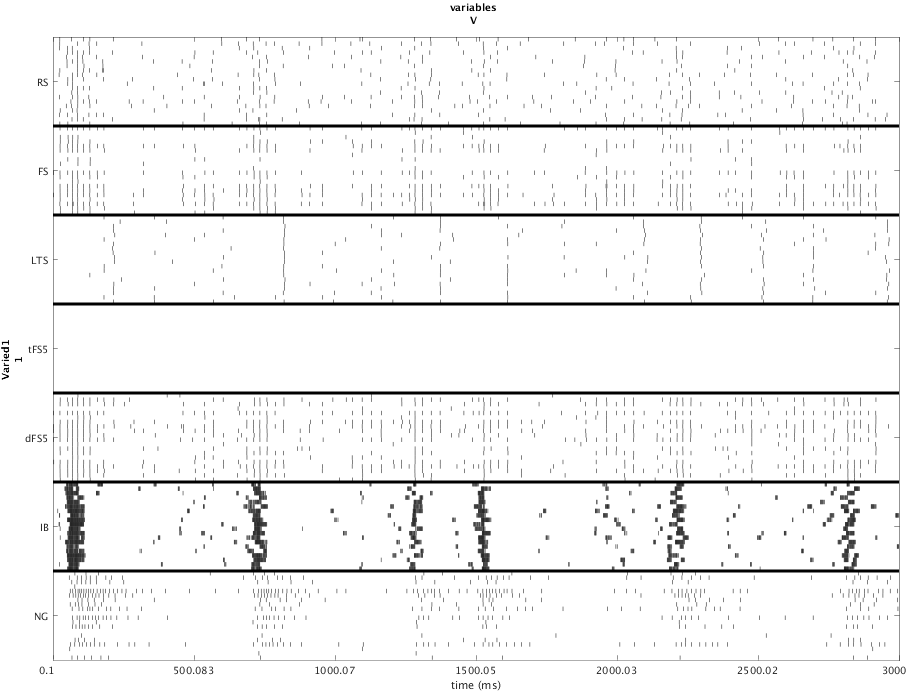 variables
V
RS
FS
LTS
tFS5
dFS5
IB
NG
Varied1
1
0.1 500.083 1000.07 1500.05 2000.03 2500.02 3000
time (ms)